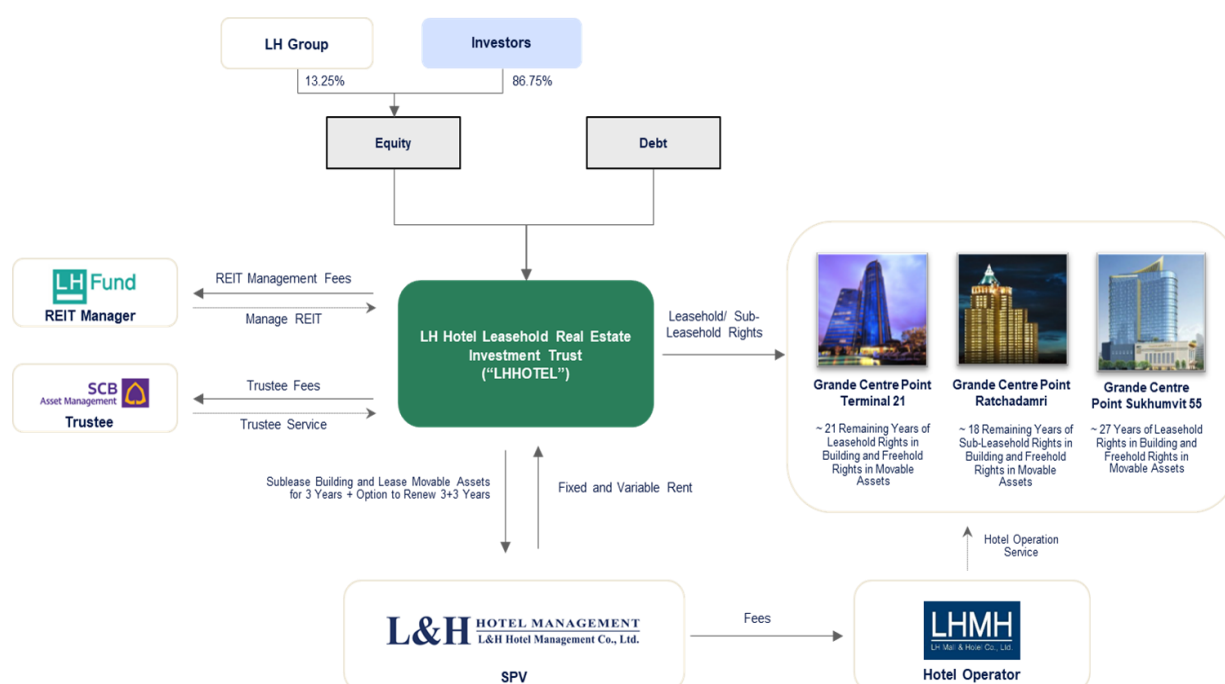 LH Group
Investors
13.25%
86.75%
Equity
Debt
LH Fund
REIT Manager
REIT Management Fees
Manage REIT
SCB
Asset Management
Trustee
Trustee Fees
Trustee Service
LH Hotel Leasehold Real Estate
Investment Trust
(“LHHOTEL”)
Leasehold/ Sub-
Leasehold Rights
Grande Centre Point
Terminal 21
~ 21 Remaining Years of
Leasehold Rights in
Building and Freehold
Rights in Movable
Assets
Grande Centre Point
Ratchadamri
~ 18 Remaining Years of
Sub-Leasehold Rights in
Building and Freehold
Rights in Movable
Assets
Grande Centre
Point Sukhumvit 55
~ 27 Years of Leasehold
Rights in Building and
Freehold Rights in
Movable Assets
Sublease Building and Lease Movable Assets
for 3 Years + Option to Renew 3+3 Years
Fixed and Variable Rent
Hotel Operation
Service
L&H HOTEL MANAGEMENT
L&H Hotel Management Co., Ltd.
SPV
Fees
LHMH
LH Mall & Hotel Co., Ltd.
Hotel Operator